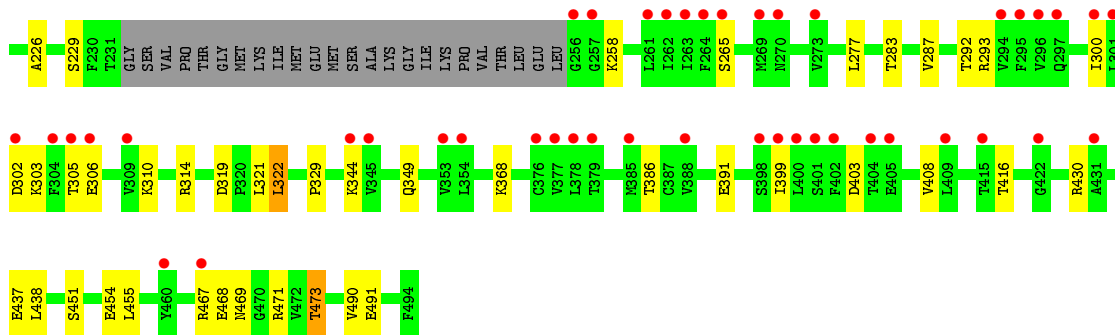 A226 S229 F230 T231 GLY SER VAL PRO THR GLY MET LYS ILE MET GLU MET SER ALA LYS GLY ILE LYS PRO VAL THR LEU GLU LEU G256 G257 K258 L261 I262 I263 F264 S265 M269 N270 V273 L277 T283 V287 T292 R293 V294 F295 V296 Q297 I300 L301
D302 K303 F304 T305 E306 V309 K310 R314 D319 P320 L321 L322 P329 K344 V345 Q349 V353 L354 K368 C376 V377 L378 T379 M385 T386 G387 V388 E391 S398 I399 L400 S401 F402 D403 T404 E405 V408 L409 T415 T416 G422 R430 A431
E437 L438 S451 E454 L455 Y460 R467 E468 N469 G470 R471 V472 T473 V490 E491 F494